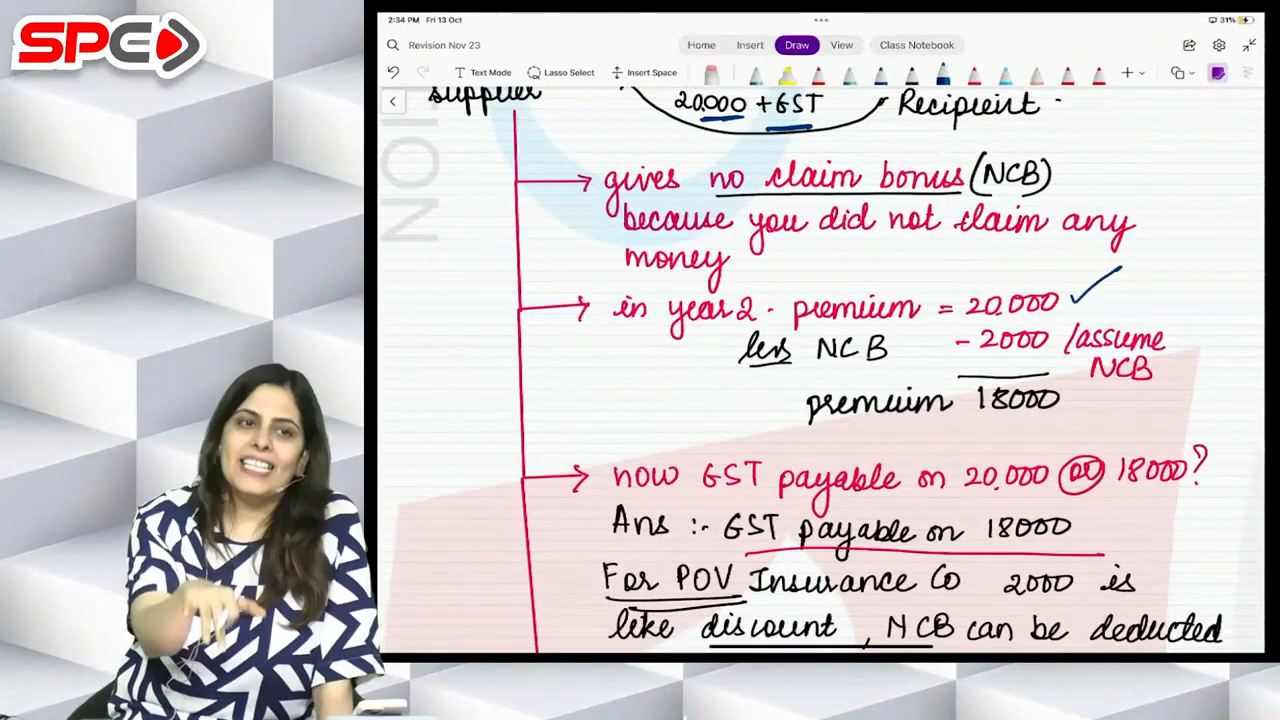 SPC
2:34 PM Fri 13 Oct
31%
Revision Nov 23
Home Insert Draw View Class Notebook
Text Mode Lasso Select Insert Space
supplier 20.000 + GST Recipient
gives no claim bonus (NCB)
because you did not claim any
money
in year 2 - premium = 20.000
less NCB - 2000 /assume
NCB
premium 18000
now GST payable on 20,000 or 18000?
Ans :- GST payable on 18000
For POV Insurance Co 2000 is
like discount, NCB can be deducted